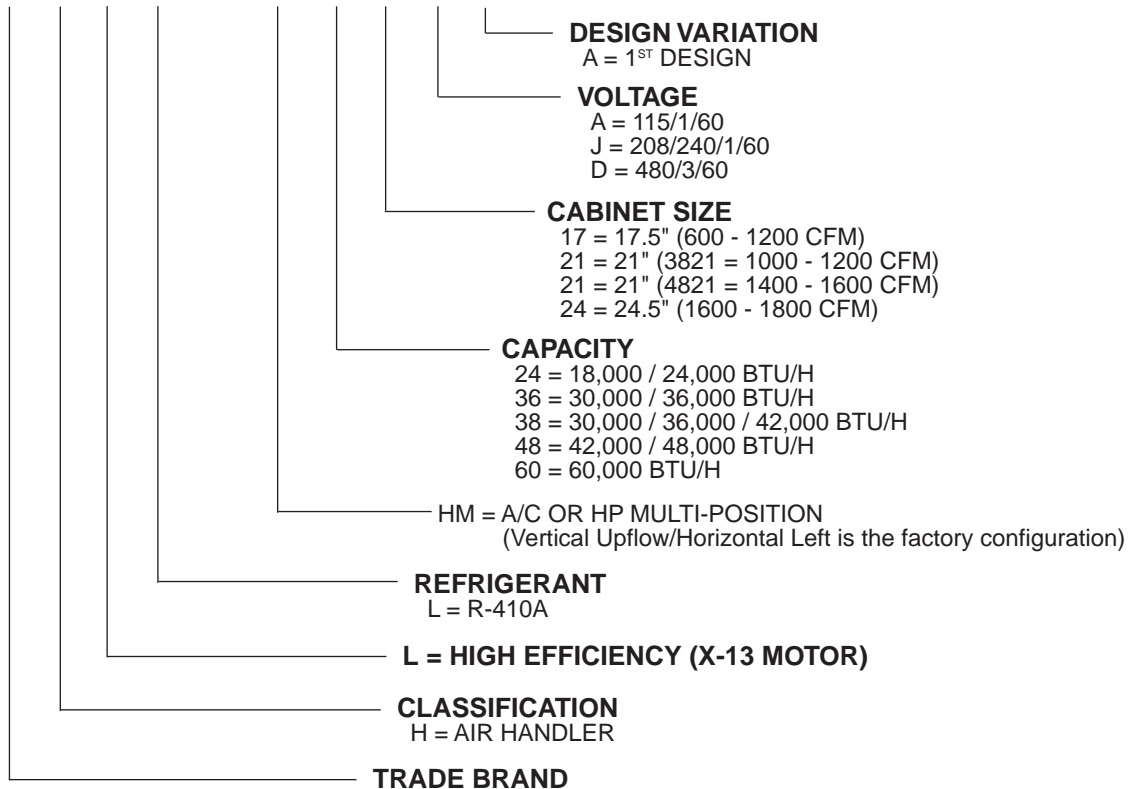 DESIGN VARIATION
A = 1ST DESIGN
VOLTAGE
A = 115/1/60
J = 208/240/1/60
D = 480/3/60
CABINET SIZE
17 = 17.5" (600 - 1200 CFM)
21 = 21" (3821 = 1000 - 1200 CFM)
21 = 21" (4821 = 1400 - 1600 CFM)
24 = 24.5" (1600 - 1800 CFM)
CAPACITY
24 = 18,000 / 24,000 BTU/H
36 = 30,000 / 36,000 BTU/H
38 = 30,000 / 36,000 / 42,000 BTU/H
48 = 42,000 / 48,000 BTU/H
60 = 60,000 BTU/H
HM = A/C OR HP MULTI-POSITION
(Vertical Upflow/Horizontal Left is the factory configuration)
REFRIGERANT
L = R-410A
L = HIGH EFFICIENCY (X-13 MOTOR)
CLASSIFICATION
H = AIR HANDLER
TRADE BRAND